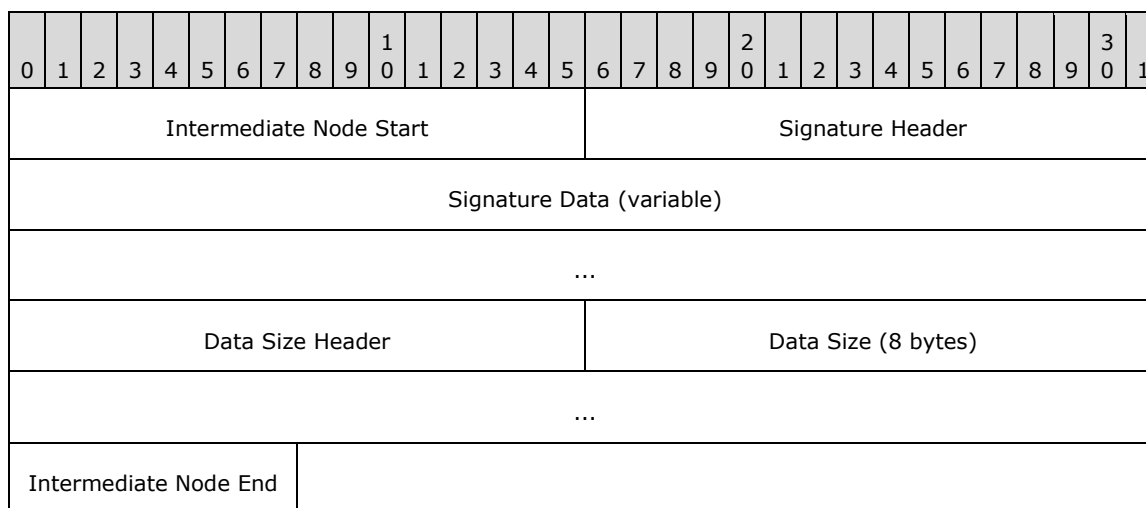 1 2 3
0 1 2 3 4 5 6 7 8 9 0 1 2 3 4 5 6 7 8 9 0 1 2 3 4 5 6 7 8 9 0 1
Intermediate Node Start Signature Header
Signature Data (variable)
...
Data Size Header Data Size (8 bytes)
...
Intermediate Node End